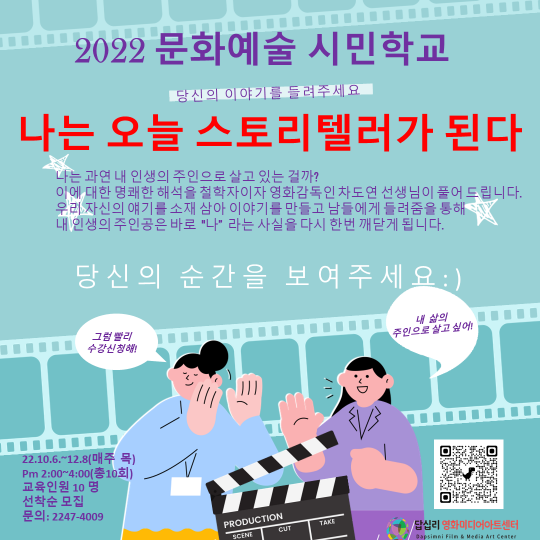 2022 문화예술 시민학교
당신의 이야기를 들려주세요
나는 오늘 스토리텔러가 된다
나는 과연 내 인생의 주인으로 살고 있는 걸까?
이에 대한 명쾌한 해석을 철학자이자 영화감독인 차도연 선생님이 풀어 드립니다.
우리 자신의 얘기를 소재 삼아 이야기를 만들고 남들에게 들려줌을 통해
내 인생의 주인공은 바로 "나" 라는 사실을 다시 한번 깨닫게 됩니다.
당신의 순간을 보여주세요:)
그럼 빨리
수강신청해!
내 삶의
주인으로 살고 싶어!
22.10.6.~12.8(매주 목)
Pm 2:00~4:00(총10회)
교육인원 10 명
선착순 모집
문의: 2247-4009
PRODUCTION
SCENE CUT TAKE
답십리 영화미디어아트센터
Dapsimni Film & Media Art Center